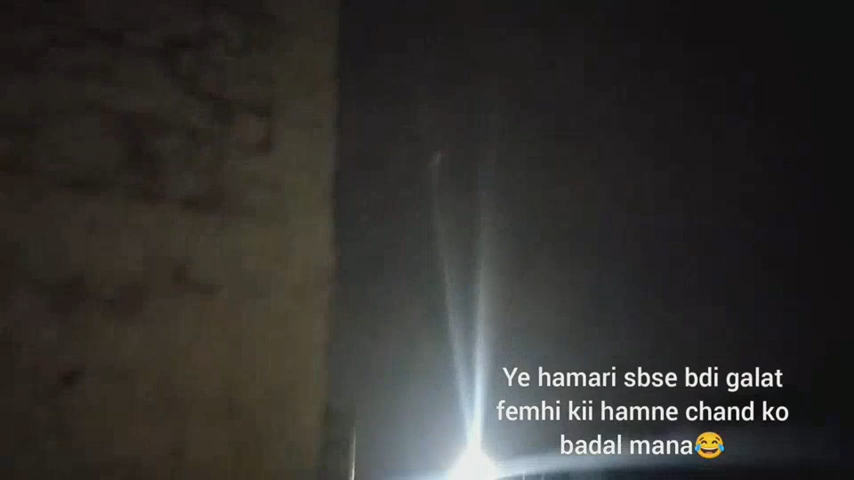 Ye hamari sbse bdi galat
femhi kii hamne chand ko
badal mana😂